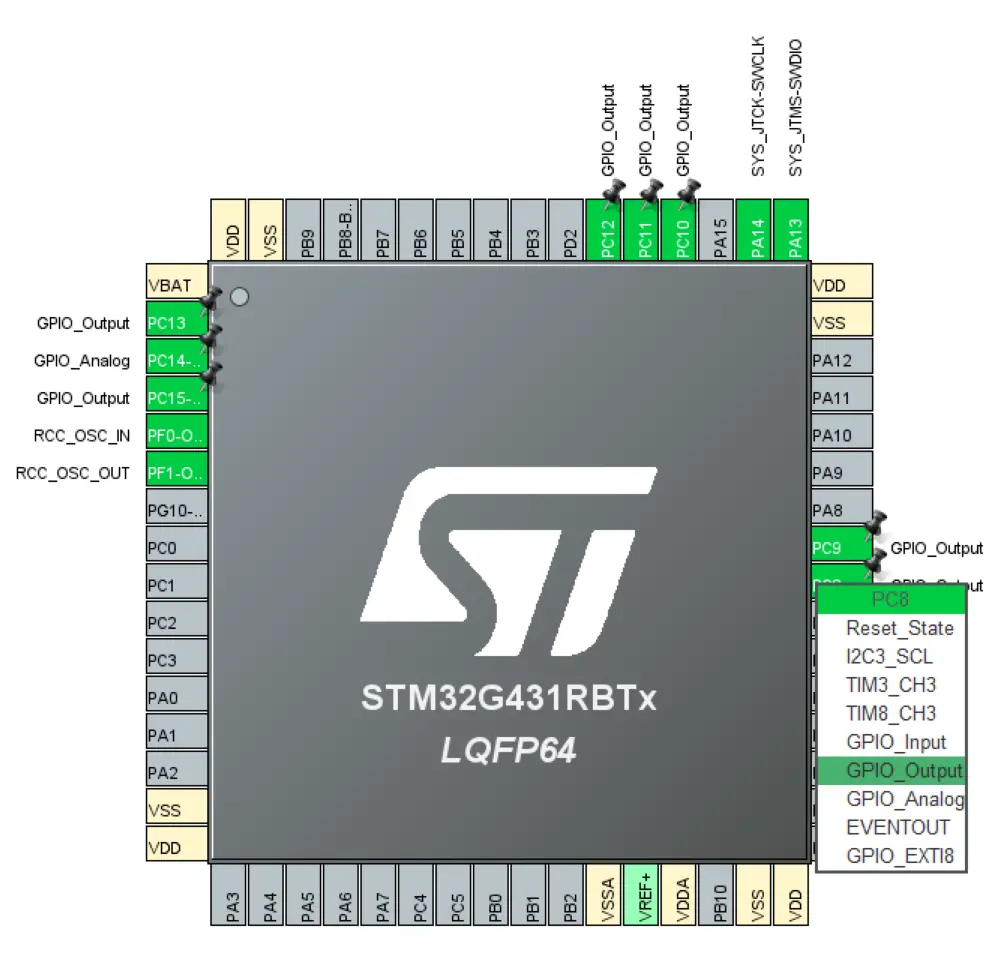 GPIO_Output
GPIO_Output
GPIO_Output
SYS_JTCK-SWCLK
SYS_JTMS-SWDIO
VDD
VSS
PB9
PB8-B..
PB7
PB6
PB5
PB4
PB3
PD2
PC12
PC11
PC10
PA15
PA14
PA13
VBAT
GPIO_Output PC13
GPIO_Analog PC14-..
GPIO_Output PC15-..
RCC_OSC_IN PF0-O..
RCC_OSC_OUT PF1-O..
PG10-..
PC0
PC1
PC2
PC3
PA0
PA1
PA2
VSS
VDD
ST
STM32G431RBTx
LQFP64
VDD
VSS
PA12
PA11
PA10
PA9
PA8
PC9 GPIO_Output
PC8
Reset_State
I2C3_SCL
TIM3_CH3
TIM8_CH3
GPIO_Input
GPIO_Output
GPIO_Analog
EVENTOUT
GPIO_EXTI8
PA3
PA4
PA5
PA6
PA7
PC4
PC5
PB0
PB1
PB2
VSSA
VREF+
VDDA
PB10
VSS
VDD